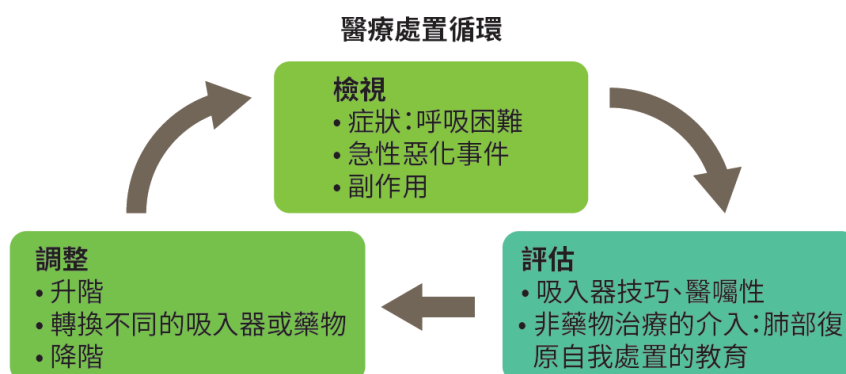 醫療處置循環
檢視
• 症狀：呼吸困難
• 急性惡化事件
• 副作用
評估
• 吸入器技巧、醫囑性
• 非藥物治療的介入：肺部復
原自我處置的教育
調整
• 升階
• 轉換不同的吸入器或藥物
• 降階